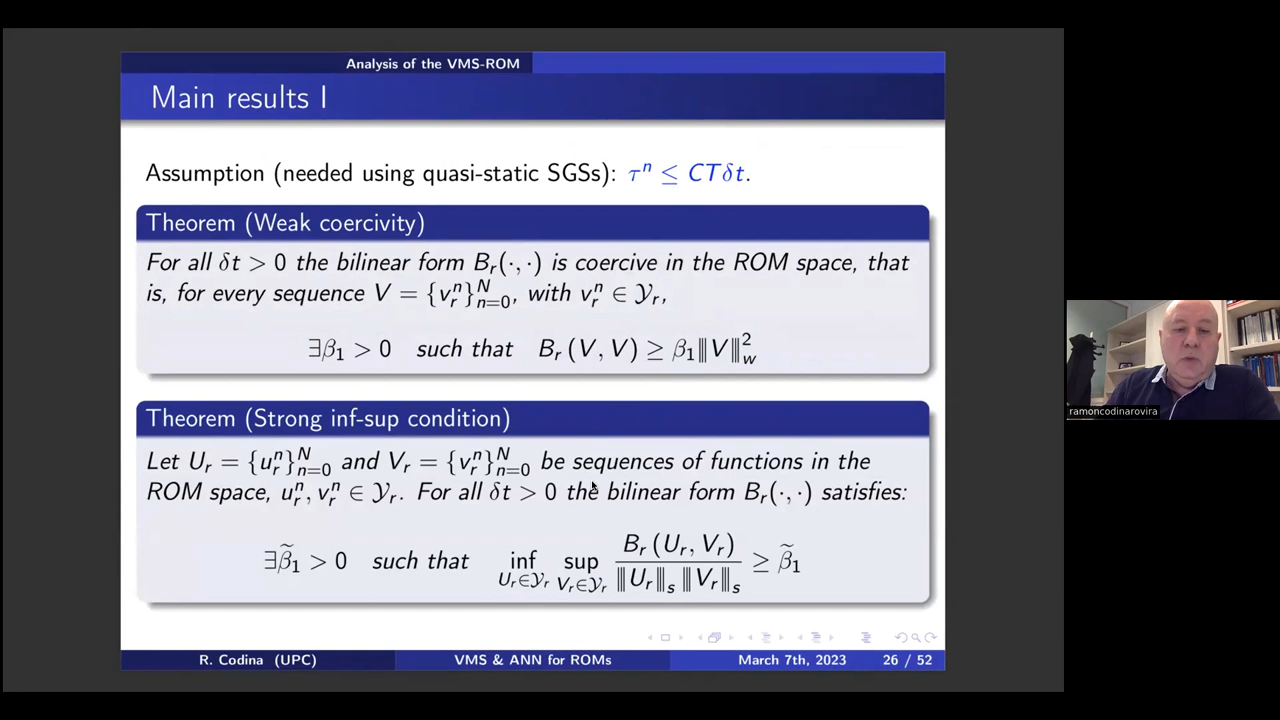 Analysis of the VMS-ROM
Main results I
Assumption (needed using quasi-static SGSs): τⁿ ≤ CTδt.
Theorem (Weak coercivity)
For all δt > 0 the bilinear form B_r(·,·) is coercive in the ROM space, that
is, for every sequence V = {v_r^n}_{n=0}^N, with v_r^n ∈ 𝒴_r,
∃β₁ > 0 such that B_r (V, V) ≥ β₁|||V|||_w^2
Theorem (Strong inf-sup condition)
Let U_r = {u_r^n}_{n=0}^N and V_r = {v_r^n}_{n=0}^N be sequences of functions in the
ROM space, u_r^n, v_r^n ∈ 𝒴_r. For all δt > 0 the bilinear form B_r(·,·) satisfies:
∃β̃₁ > 0 such that inf_{U_r∈𝒴_r} sup_{V_r∈𝒴_r} B_r (U_r, V_r) / |||U_r|||_s |||V_r|||_s ≥ β̃₁
R. Codina (UPC) VMS & ANN for ROMs March 7th, 2023 26 / 52
ramoncodinarovira